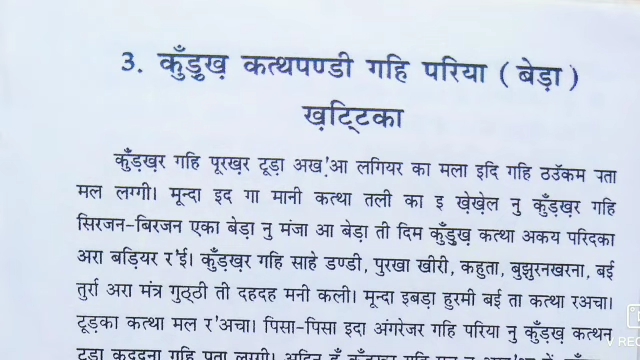 3. कुँड़ुख़ कत्थपण्डी गहि परिया ( बेड़ा )
ख़ट्टिका
कुँड़ख़र गहि पूरख़र टूड़ा अख़'आ लगियर का मला इदि गहि ठउँकम पता
मल लग्गी। मून्दा इद गा मानी कत्था तली का इ ख़ेख़ेल नु कुँड़ख़र गहि
सिरजन-बिरजन एका बेड़ा नु मंजा आ बेड़ा ती दिम कुँड़ुख़ कत्था अकय परिदका
अरा बड़ियर र'ई। कुँड़ख़र गहि साहे डण्डी, पुरखा खीरी, कहुता, बुझुरनखरना, बई
तुर्रा अरा मंत्र गुठ्ठी ती दहदह मनी कली। मून्दा इबड़ा हुरमी बई ता कत्था रअचा।
टूड़का कत्था मल र'अचा। पिसा-पिसा इदा अंगरेजर गहि परिया नु कुँड़ख़ कत्थन
REC